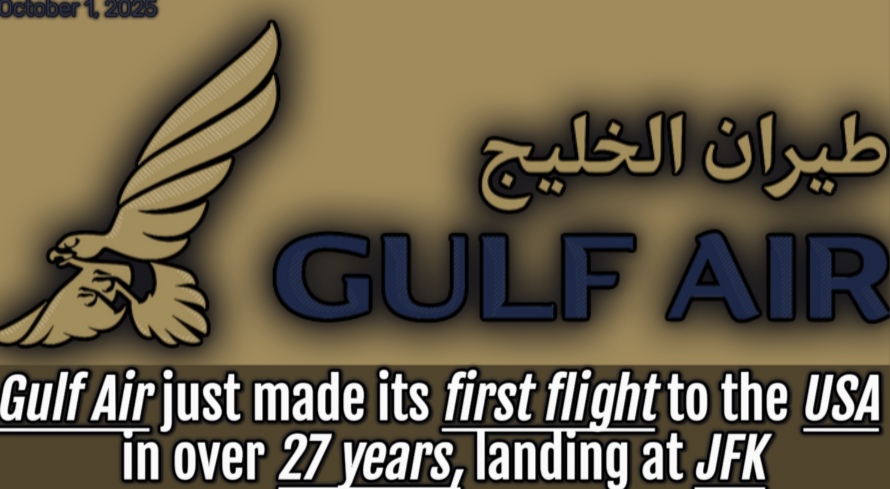 October 1, 2025
طيران الخليج
GULF AIR
Gulf Air just made its first flight to the USA
in over 27 years, landing at JFK